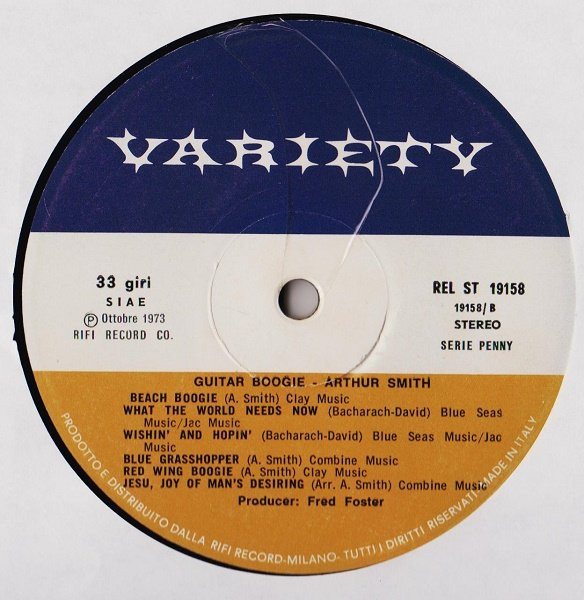 VARIETY
33 giri
SIAE
Ⓟ Ottobre 1973
RIFI RECORD CO.
REL ST 19158
19158/B
STEREO
SERIE PENNY
GUITAR BOOGIE - ARTHUR SMITH
BEACH BOOGIE (A. Smith) Clay Music
WHAT THE WORLD NEEDS NOW (Bacharach-David) Blue Seas
Music/Jac Music
WISHIN' AND HOPIN' (Bacharach-David) Blue Seas Music/Jac
Music
BLUE GRASSHOPPER (A. Smith) Combine Music
RED WING BOOGIE (A. Smith) Clay Music
JESU, JOY OF MAN'S DESIRING (Arr. A. Smith) Combine Music
Producer: Fred Foster
PRODOTTO E DISTRIBUITO DALLA RIFI RECORD-MILANO- TUTTI I DIRITTI RISERVATI. MADE IN ITALY